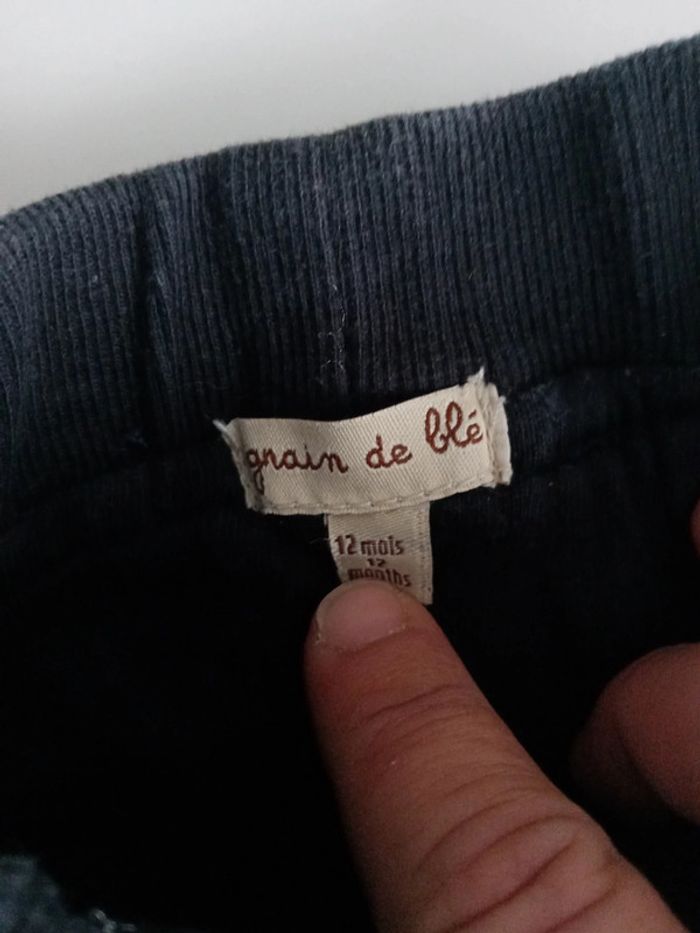 grain de blé
12 mois
12
months